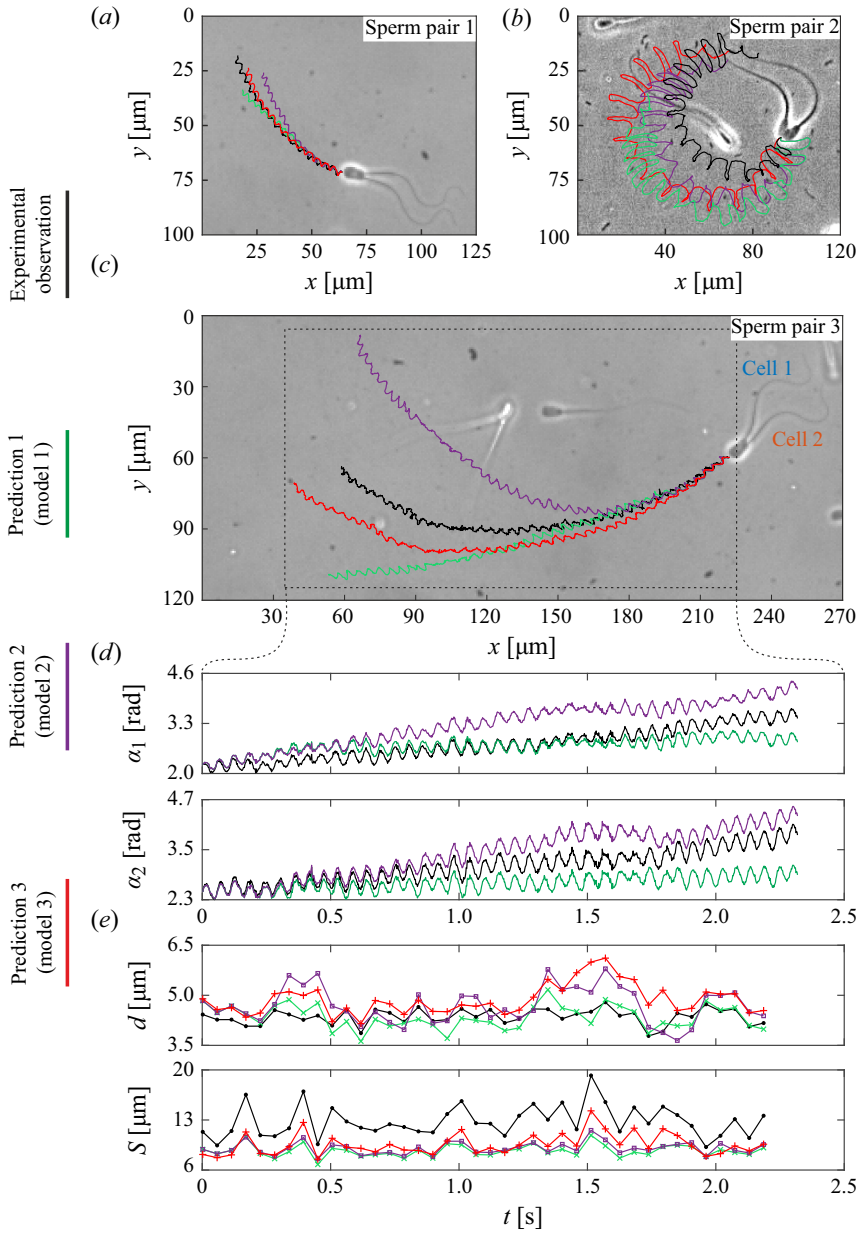 (a)
Sperm pair 1
0
25
50
75
100
y [μm]
25 50 75 100 125
x [μm]
(b)
Sperm pair 2
0
25
50
75
100
y [μm]
40 80 120
x [μm]
Experimental
observation
Prediction 1
(model 1)
Prediction 2
(model 2)
Prediction 3
(model 3)
(c)
Sperm pair 3
Cell 1
Cell 2
0
30
60
90
120
y [μm]
30 60 90 120 150 180 210 240 270
x [μm]
(d)
4.6
3.3
2.0
α1 [rad]
4.7
3.5
2.3
α2 [rad]
0 0.5 1.0 1.5 2.0 2.5
(e)
6.5
5.0
3.5
d [μm]
20
13
6
S [μm]
0 0.5 1.0 1.5 2.0 2.5
t [s]